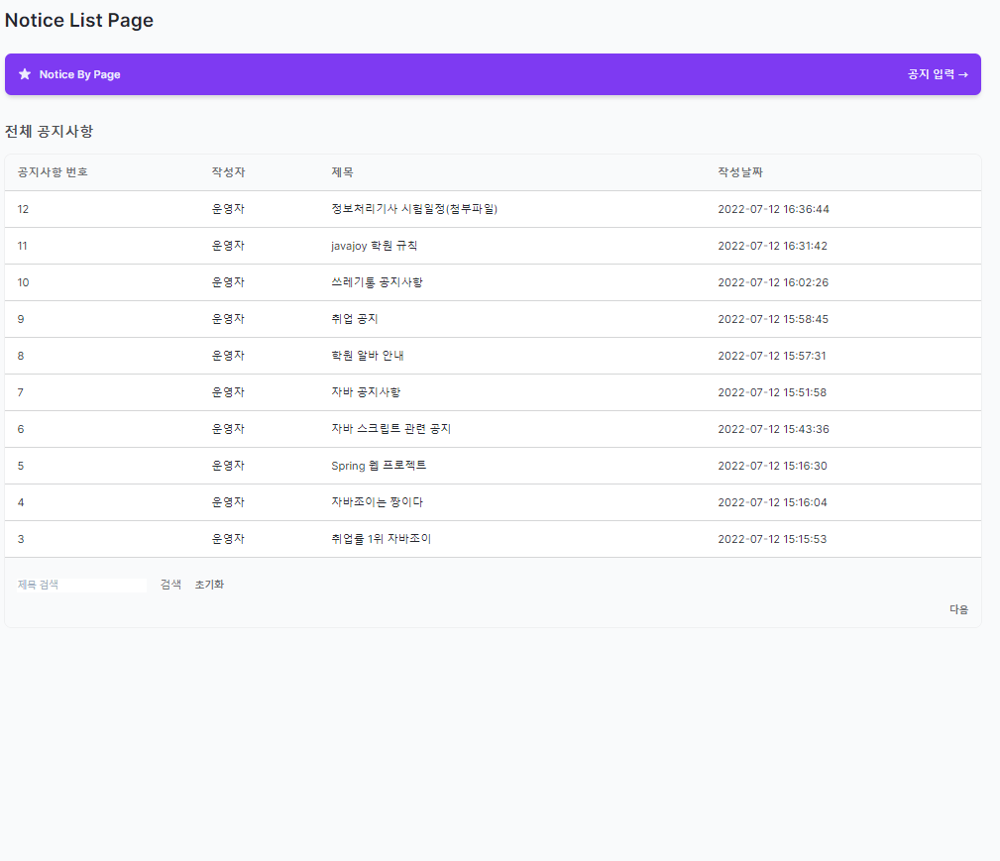 Notice List Page
★ Notice By Page 공지 입력 →
전체 공지사항
공지사항 번호 작성자 제목 작성날짜
12 운영자 정보처리기사 시험일정(첨부파일) 2022-07-12 16:36:44
11 운영자 javajoy 학원 규칙 2022-07-12 16:31:42
10 운영자 쓰레기통 공지사항 2022-07-12 16:02:26
9 운영자 취업 공지 2022-07-12 15:58:45
8 운영자 학원 알바 안내 2022-07-12 15:57:31
7 운영자 자바 공지사항 2022-07-12 15:51:58
6 운영자 자바 스크립트 관련 공지 2022-07-12 15:43:36
5 운영자 Spring 웹 프로젝트 2022-07-12 15:16:30
4 운영자 자바조이는 짱이다 2022-07-12 15:16:04
3 운영자 취업률 1위 자바조이 2022-07-12 15:15:53
제목 검색 검색 초기화
다음